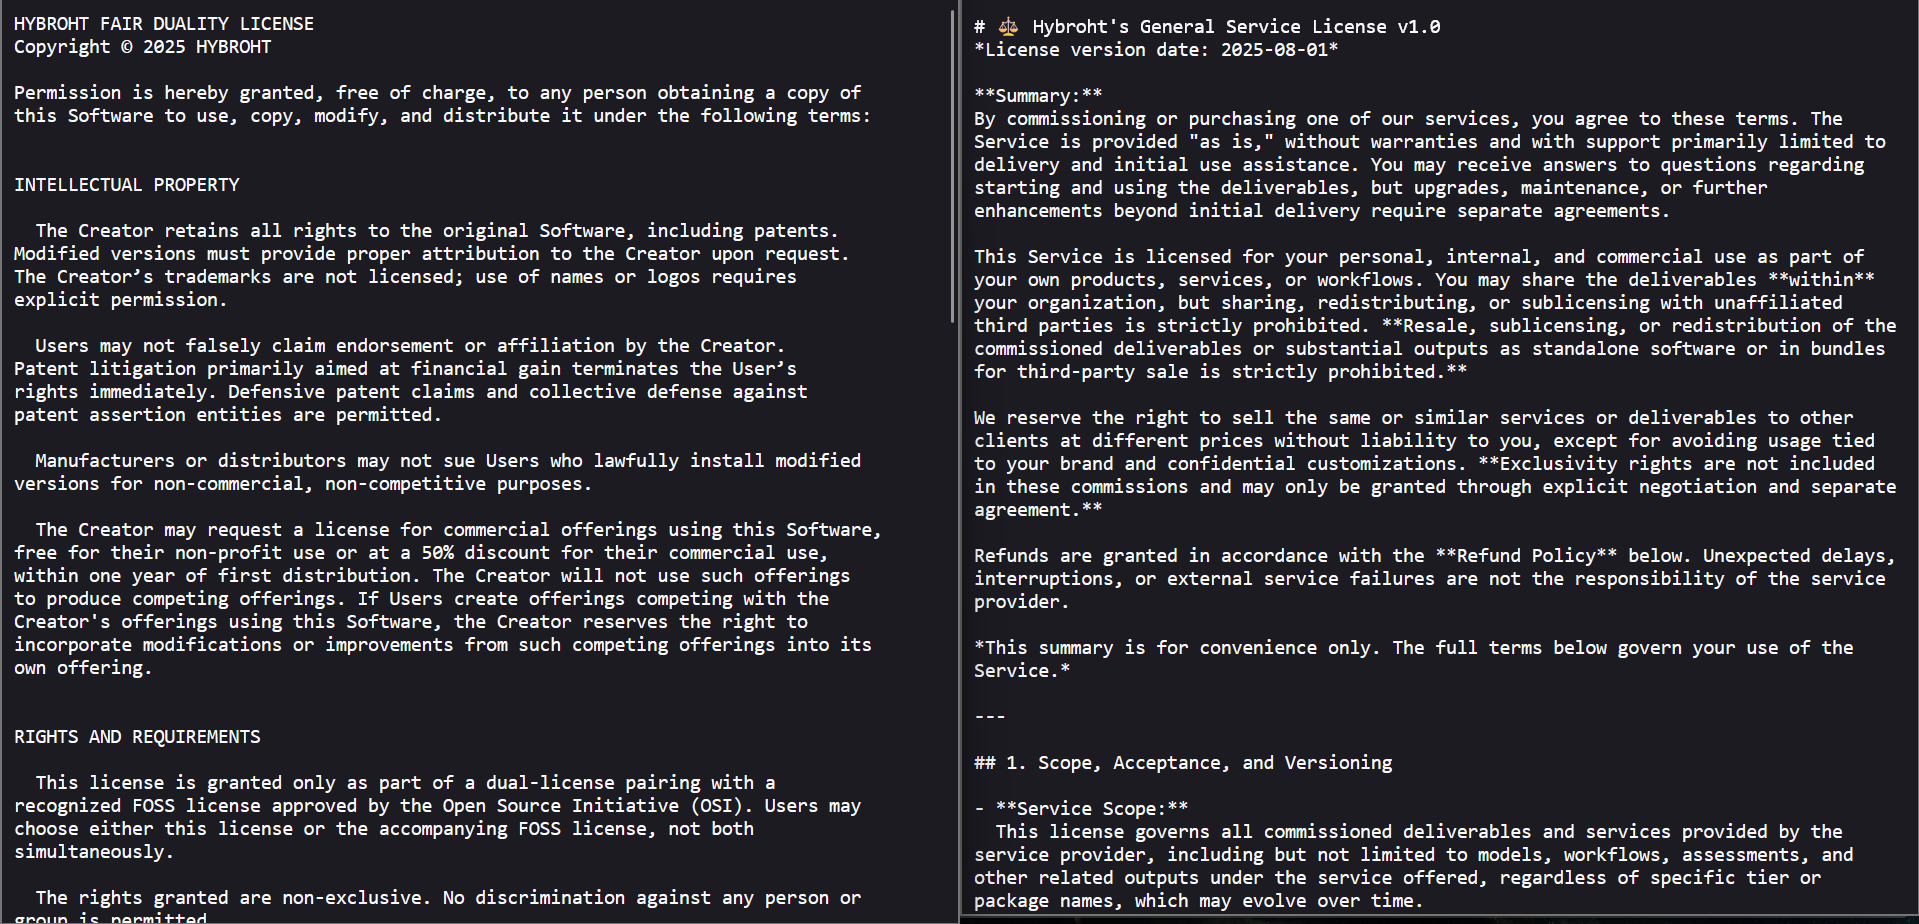 HYBROHT FAIR DUALITY LICENSE
Copyright © 2025 HYBROHT
Permission is hereby granted, free of charge, to any person obtaining a copy of
this Software to use, copy, modify, and distribute it under the following terms:
INTELLECTUAL PROPERTY
The Creator retains all rights to the original Software, including patents.
Modified versions must provide proper attribution to the Creator upon request.
The Creator’s trademarks are not licensed; use of names or logos requires
explicit permission.
Users may not falsely claim endorsement or affiliation by the Creator.
Patent litigation primarily aimed at financial gain terminates the User’s
rights immediately. Defensive patent claims and collective defense against
patent assertion entities are permitted.
Manufacturers or distributors may not sue Users who lawfully install modified
versions for non-commercial, non-competitive purposes.
The Creator may request a license for commercial offerings using this Software,
free for their non-profit use or at a 50% discount for their commercial use,
within one year of first distribution. The Creator will not use such offerings
to produce competing offerings. If Users create offerings competing with the
Creator's offerings using this Software, the Creator reserves the right to
incorporate modifications or improvements from such competing offerings into its
own offering.
RIGHTS AND REQUIREMENTS
This license is granted only as part of a dual-license pairing with a
recognized FOSS license approved by the Open Source Initiative (OSI). Users may
choose either this license or the accompanying FOSS license, not both
simultaneously.
The rights granted are non-exclusive. No discrimination against any person or
group is permitted
# ⚖️ Hybroht's General Service License v1.0
*License version date: 2025-08-01*
**Summary:**
By commissioning or purchasing one of our services, you agree to these terms. The
Service is provided "as is," without warranties and with support primarily limited to
delivery and initial use assistance. You may receive answers to questions regarding
starting and using the deliverables, but upgrades, maintenance, or further
enhancements beyond initial delivery require separate agreements.
This Service is licensed for your personal, internal, and commercial use as part of
your own products, services, or workflows. You may share the deliverables **within**
your organization, but sharing, redistributing, or sublicensing with unaffiliated
third parties is strictly prohibited. **Resale, sublicensing, or redistribution of the
commissioned deliverables or substantial outputs as standalone software or in bundles
for third-party sale is strictly prohibited.**
We reserve the right to sell the same or similar services or deliverables to other
clients at different prices without liability to you, except for avoiding usage tied
to your brand and confidential customizations. **Exclusivity rights are not included
in these commissions and may only be granted through explicit negotiation and separate
agreement.**
Refunds are granted in accordance with the **Refund Policy** below. Unexpected delays,
interruptions, or external service failures are not the responsibility of the service
provider.
*This summary is for convenience only. The full terms below govern your use of the
Service.*
---
## 1. Scope, Acceptance, and Versioning
- **Service Scope:**
This license governs all commissioned deliverables and services provided by the
service provider, including but not limited to models, workflows, assessments, and
other related outputs under the service offered, regardless of specific tier or
package names, which may evolve over time.